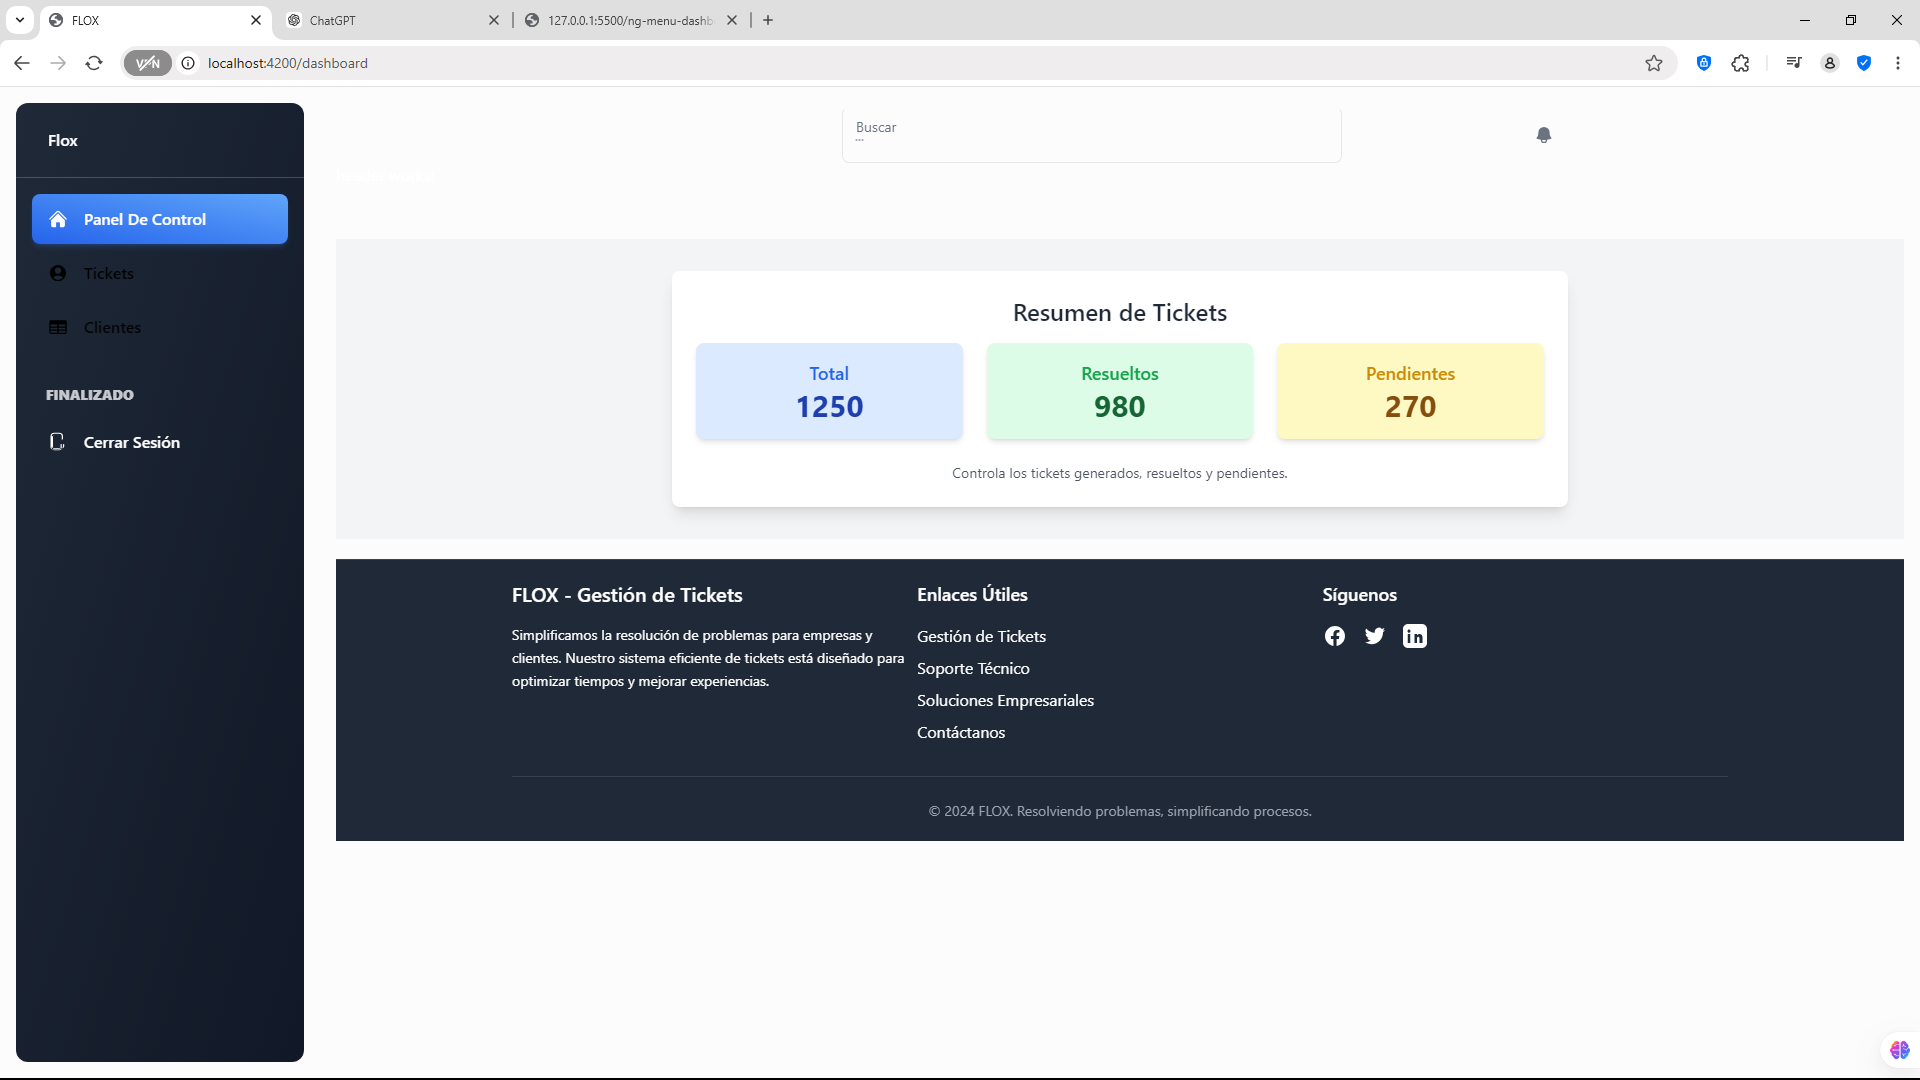 FLOX
ChatGPT
127.0.0.1:5500/ng-menu-dashb
VPN
localhost:4200/dashboard
Flox
Buscar
...
Panel De Control
Tickets
Clientes
FINALIZADO
Cerrar Sesión
Resumen de Tickets
Total
1250
Resueltos
980
Pendientes
270
Controla los tickets generados, resueltos y pendientes.
FLOX - Gestión de Tickets
Simplificamos la resolución de problemas para empresas y
clientes. Nuestro sistema eficiente de tickets está diseñado para
optimizar tiempos y mejorar experiencias.
Enlaces Útiles
Gestión de Tickets
Soporte Técnico
Soluciones Empresariales
Contáctanos
Síguenos
in
© 2024 FLOX. Resolviendo problemas, simplificando procesos.